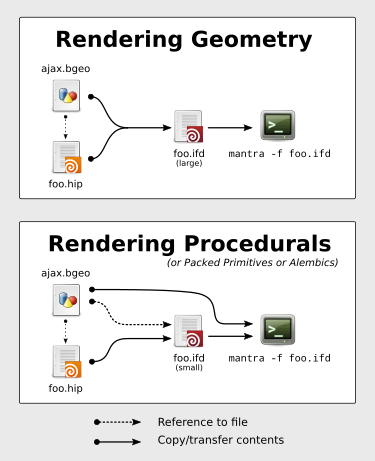 Rendering Geometry
ajax.bgeo
foo.hip
foo.ifd
(large)
>_
mantra -f foo.ifd
Rendering Procedurals
(or Packed Primitives or Alembics)
ajax.bgeo
foo.hip
foo.ifd
(small)
>_
mantra -f foo.ifd
Reference to file
Copy/transfer contents